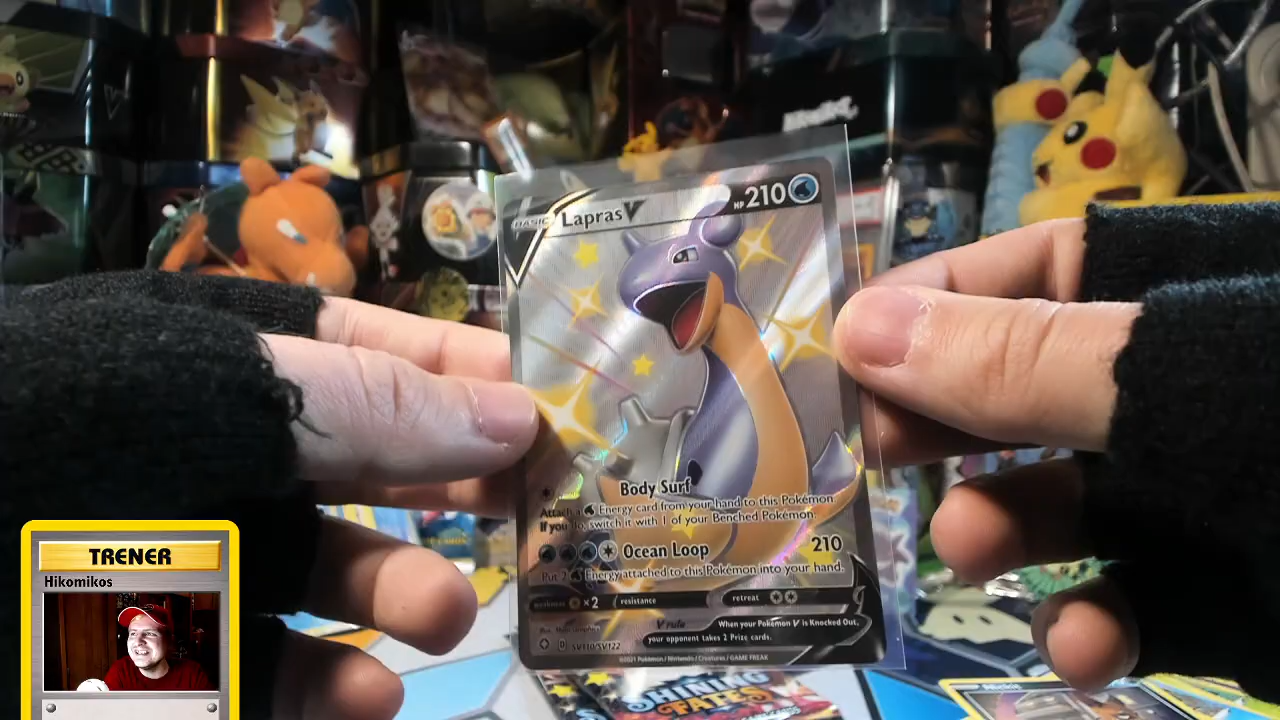 BASIC Lapras V HP 210
Body Surf
Attach a Energy card from your hand to this Pokémon.
If you do, switch it with 1 of your Benched Pokémon.
Ocean Loop 210
Put 2 Energy attached to this Pokémon into your hand.
weakness ×2 resistance retreat
V rule When your Pokémon V is Knocked Out,
your opponent takes 2 Prize cards.
D SV110/SV122
©2021 Pokémon / Nintendo / Creatures / GAME FREAK
TRENER
Hikomikos
SHINING
FATES
Nickit